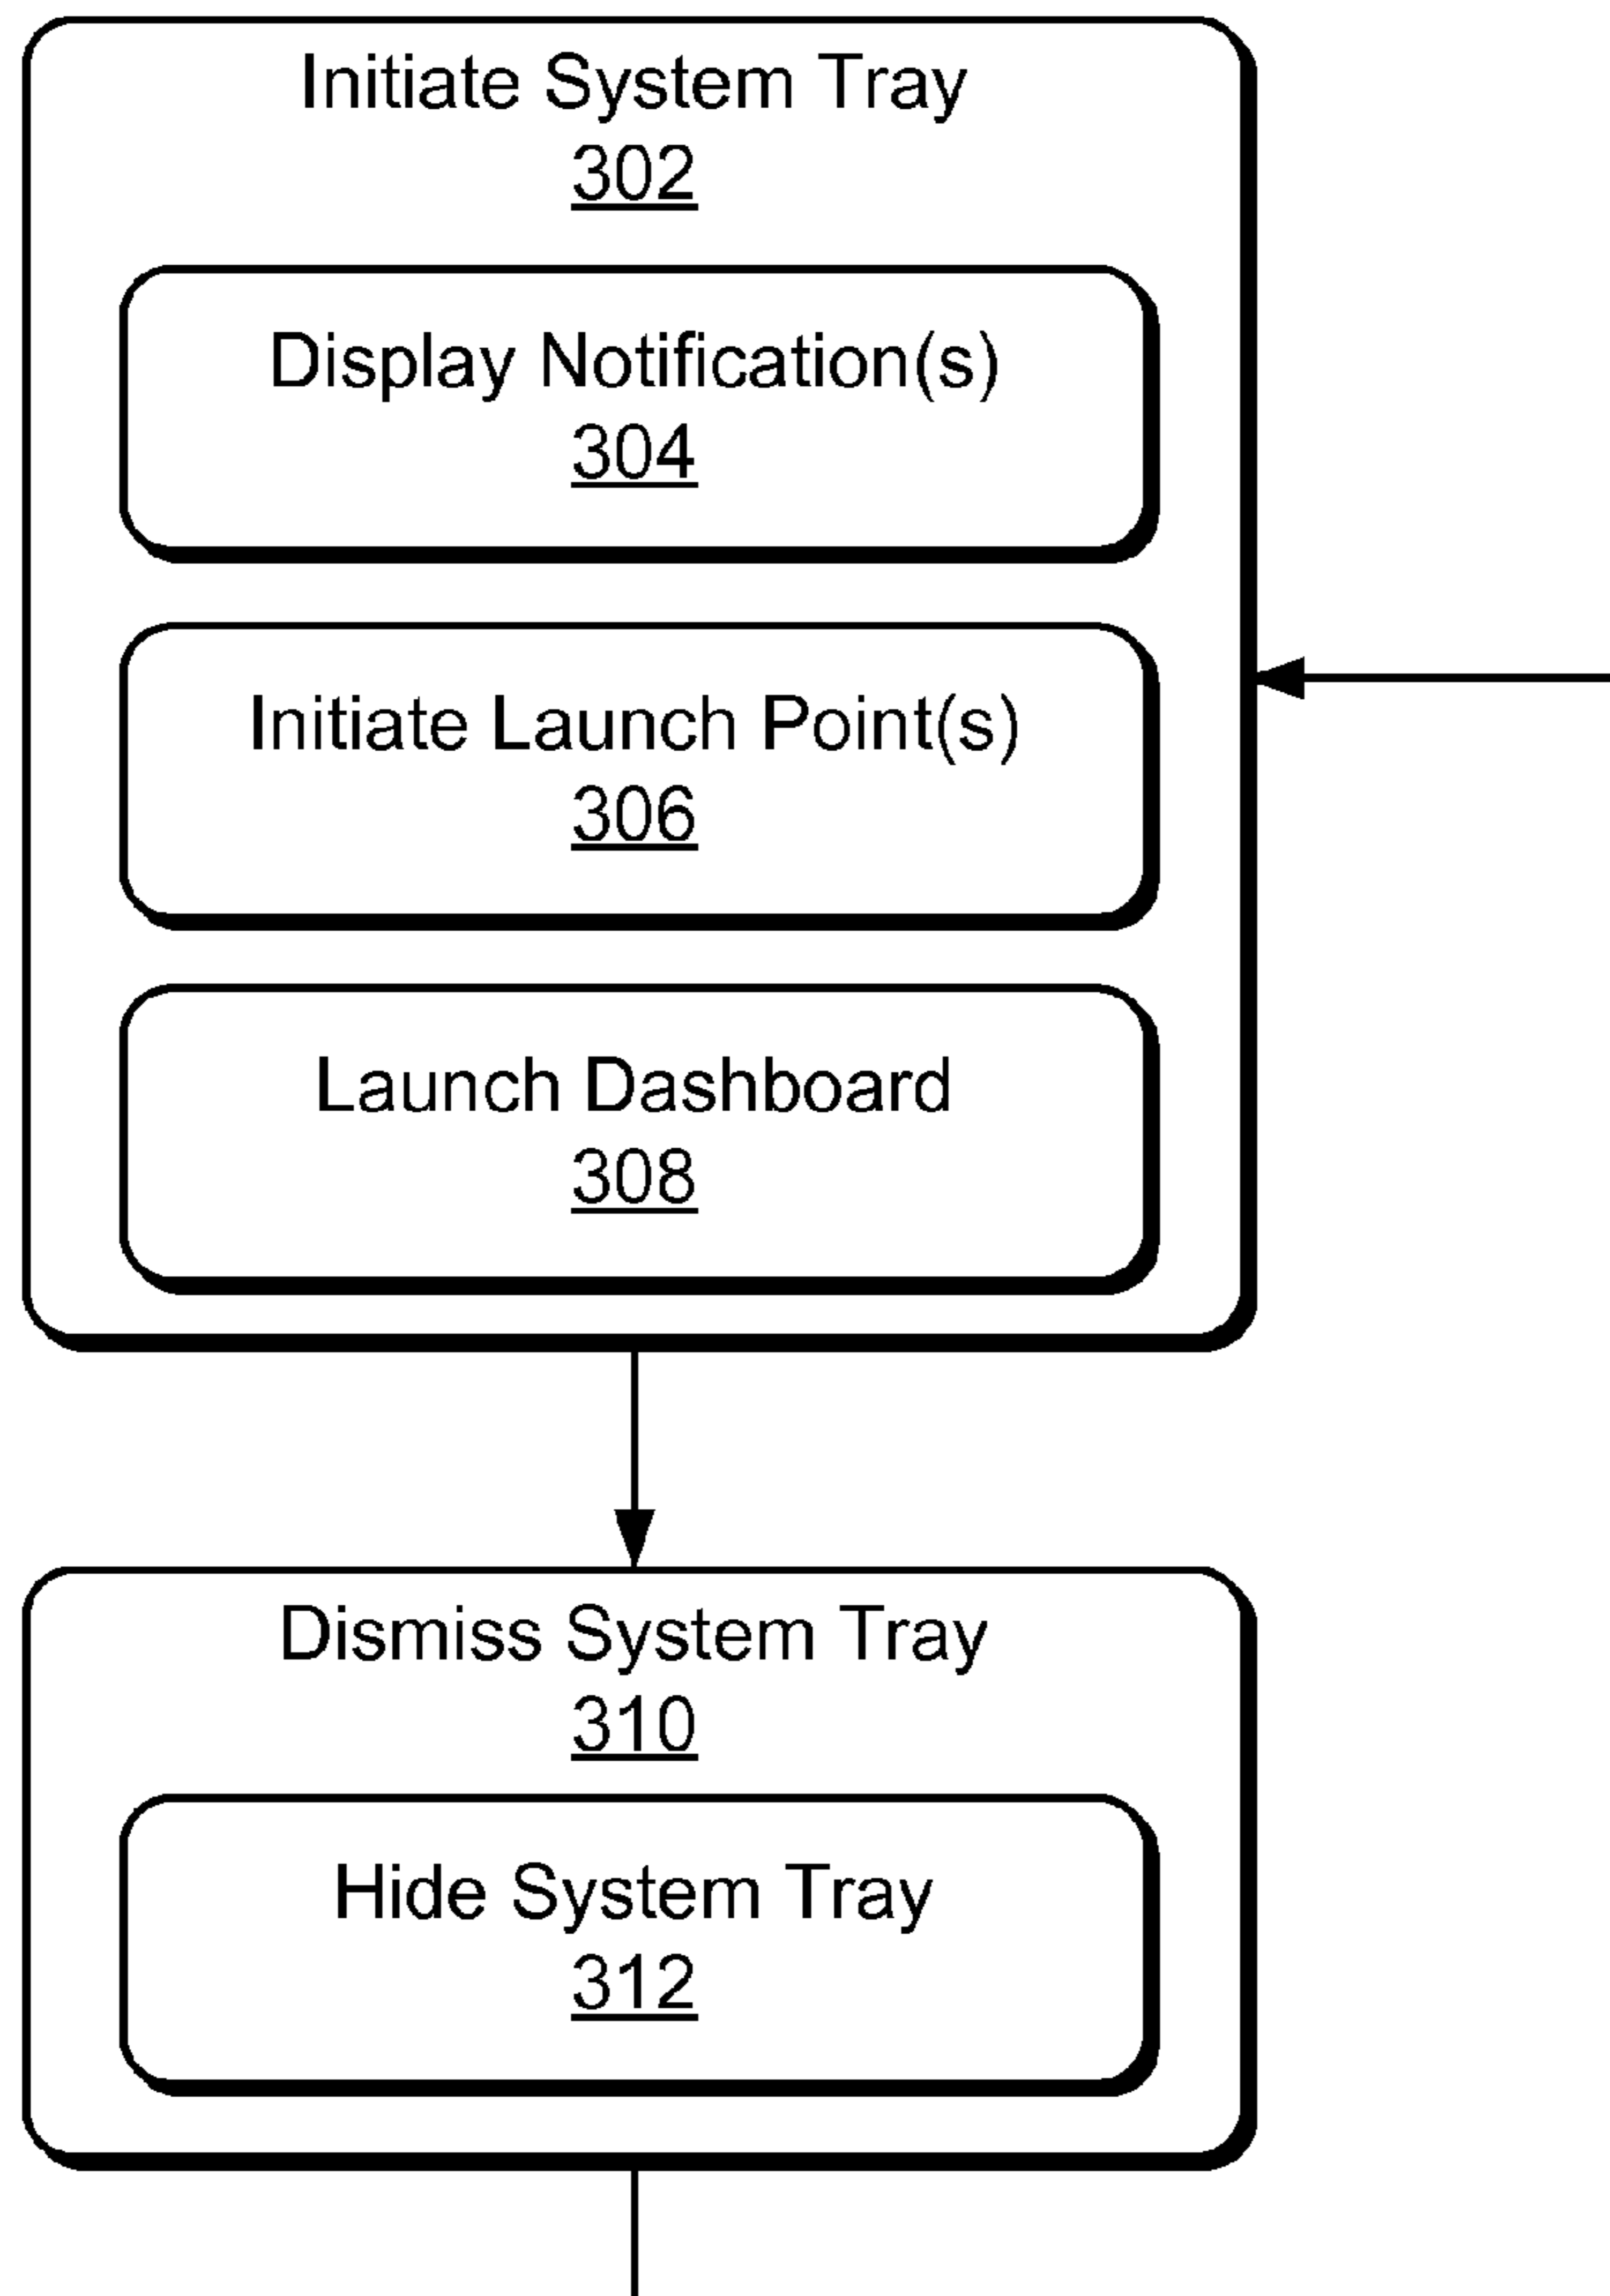 Initiate System Tray
302
Display Notification(s)
304
Initiate Launch Point(s)
306
Launch Dashboard
308
Dismiss System Tray
310
Hide System Tray
312